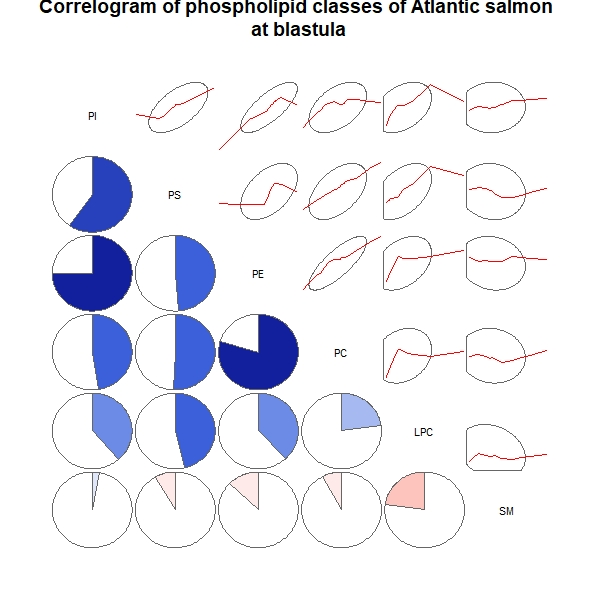 Correlogram of phospholipid classes of Atlantic salmon
at blastula
PI
PS
PE
PC
LPC
SM